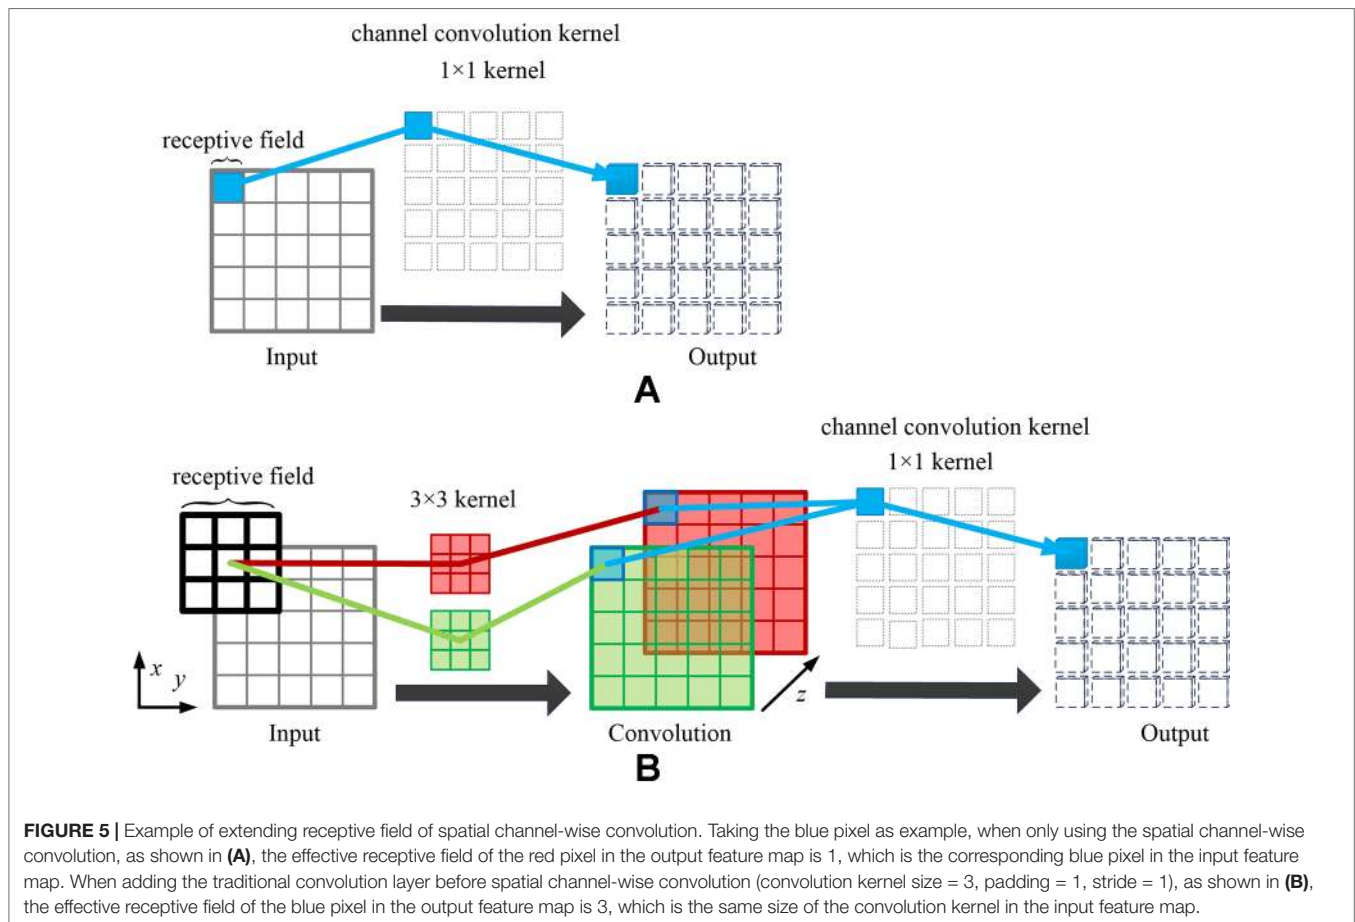 channel convolution kernel
1×1 kernel
receptive field
Input
Output
A
channel convolution kernel
1×1 kernel
receptive field
3×3 kernel
x
y
z
Input
Convolution
Output
B
FIGURE 5 | Example of extending receptive field of spatial channel-wise convolution. Taking the blue pixel as example, when only using the spatial channel-wise
convolution, as shown in (A), the effective receptive field of the red pixel in the output feature map is 1, which is the corresponding blue pixel in the input feature
map. When adding the traditional convolution layer before spatial channel-wise convolution (convolution kernel size = 3, padding = 1, stride = 1), as shown in (B),
the effective receptive field of the blue pixel in the output feature map is 3, which is the same size of the convolution kernel in the input feature map.